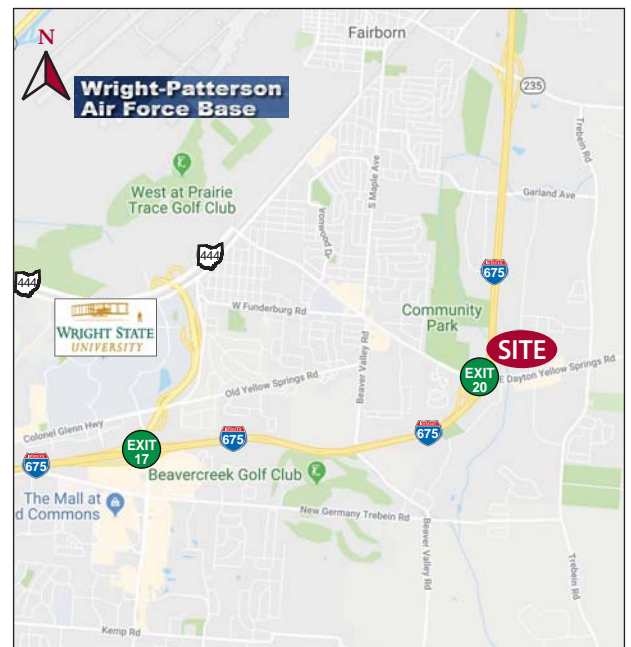 N
Fairborn
Wright-Patterson
Air Force Base
235
Trebein Rd
West at Prairie
Trace Golf Club
S Maple Ave
Garland Ave
Ironwood D
444
444
675
WRIGHT STATE
UNIVERSITY
W Funderburg Rd
Community
Park
SITE
Beaver Valley Rd
EXIT
20
E Dayton Yellow Springs Rd
Old Yellow Springs Rd
Colonel Glenn Hwy
EXIT
17
675
675
675
Beavercreek Golf Club
The Mall at
d Commons
New Germany Trebein Rd
Beaver Valley Rd
Trebein Rd
Kemp Rd